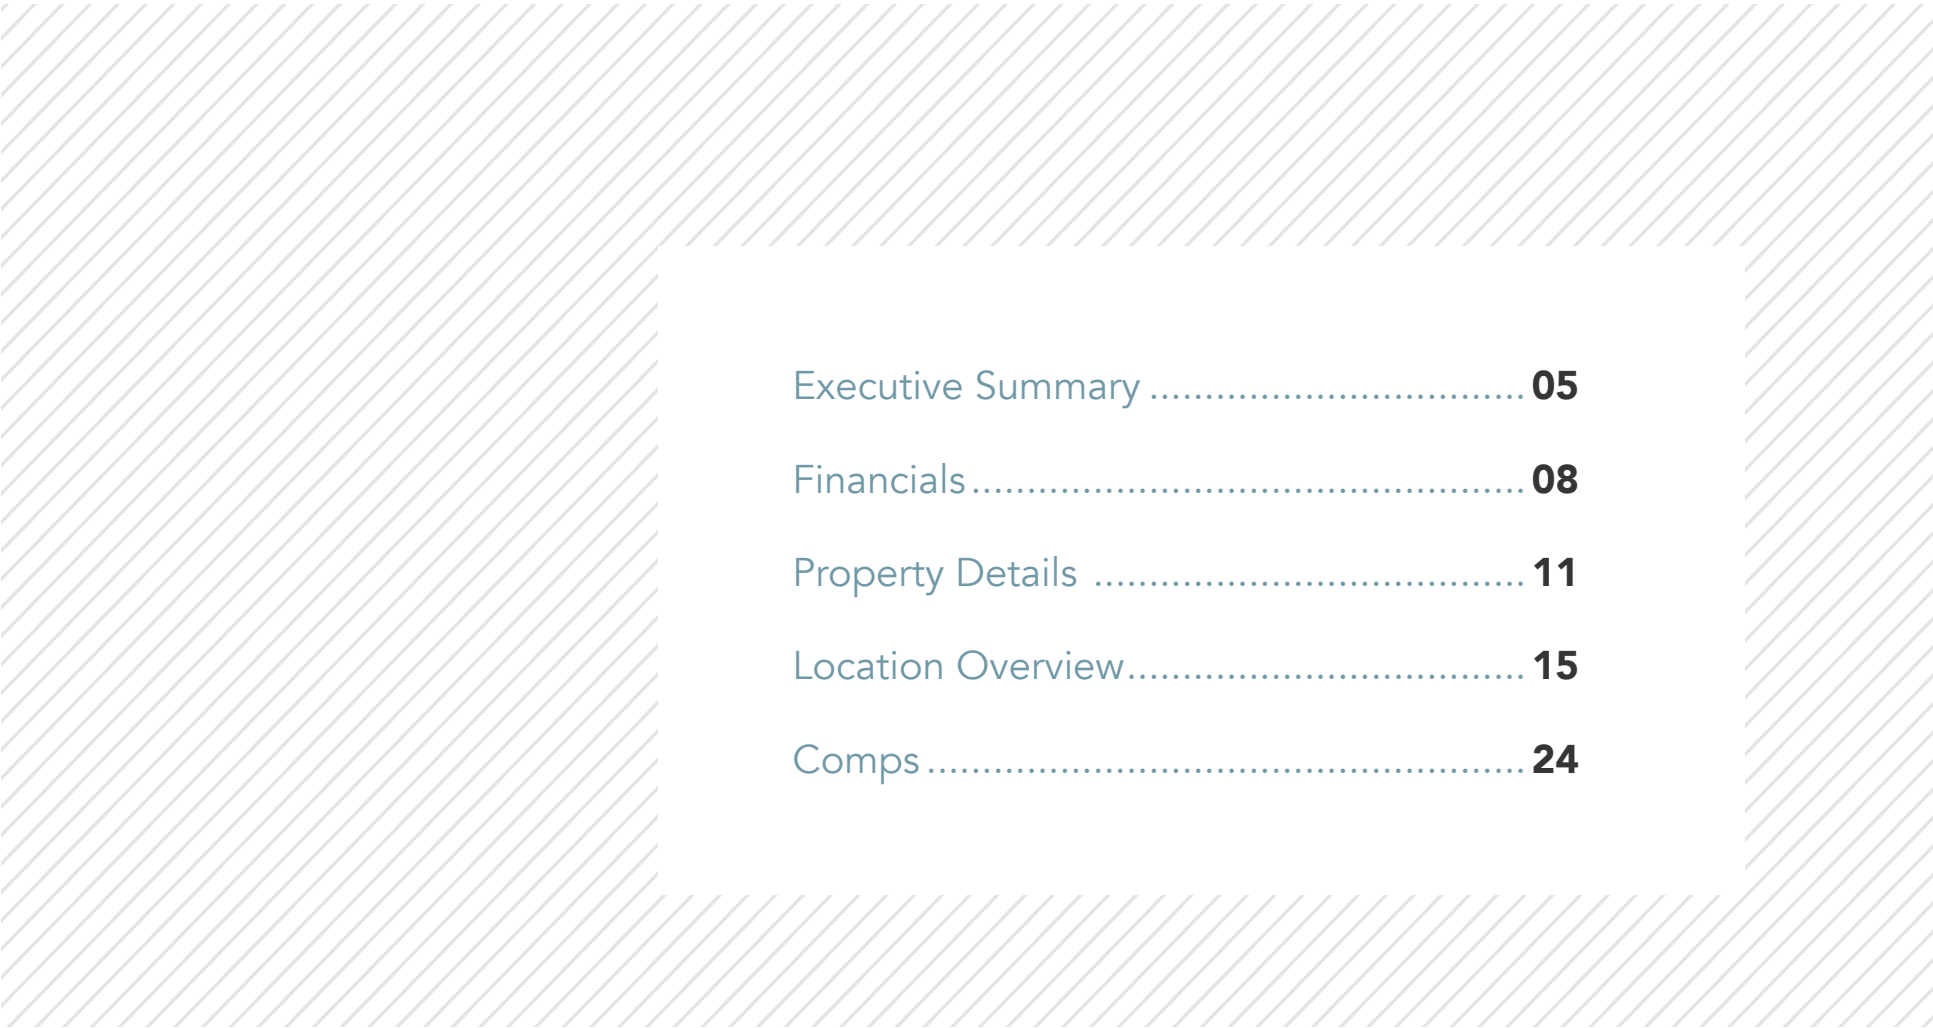 Executive Summary .................................. 05
Financials .................................................. 08
Property Details ....................................... 11
Location Overview .................................... 15
Comps ...................................................... 24